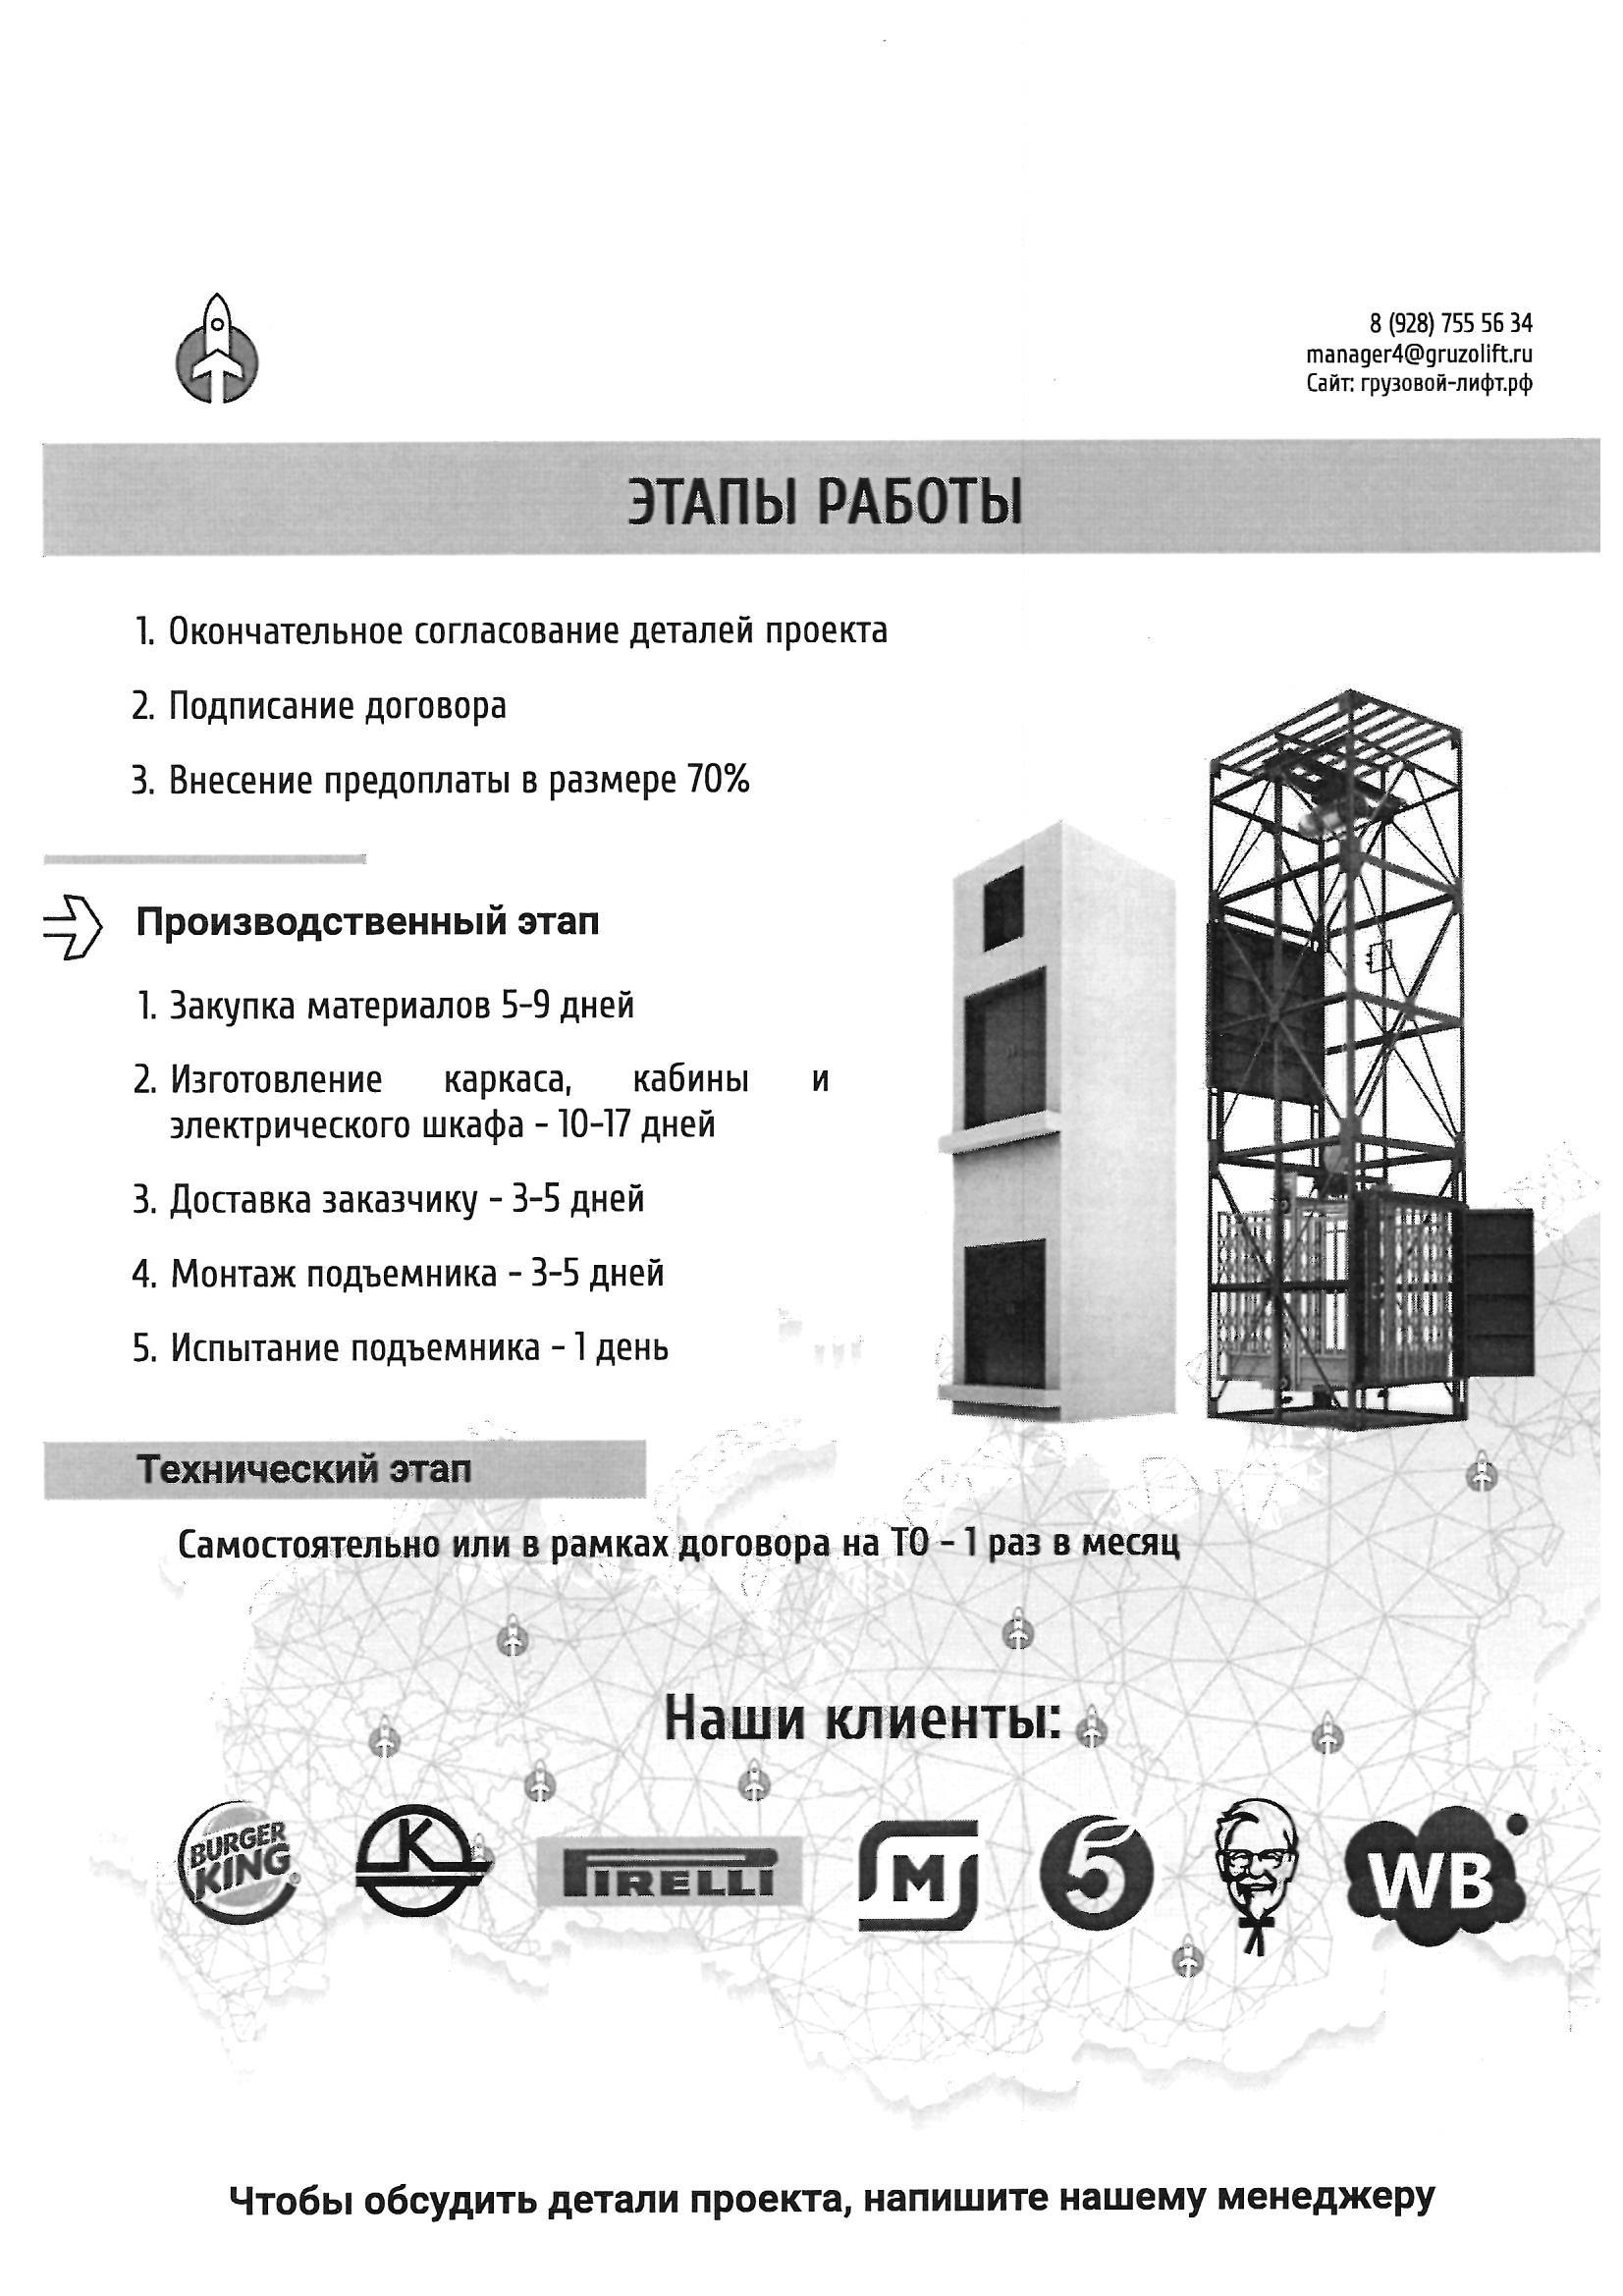 8 (928) 755 56 34
manager4@gruzolift.ru
Сайт: грузовой-лифт.рф
ЭТАПЫ РАБОТЫ
1. Окончательное согласование деталей проекта
2. Подписание договора
3. Внесение предоплаты в размере 70%
Производственный этап
1. Закупка материалов 5-9 дней
2. Изготовление каркаса, кабины и
электрического шкафа - 10-17 дней
3. Доставка заказчику - 3-5 дней
4. Монтаж подъемника - 3-5 дней
5. Испытание подъемника - 1 день
Технический этап
Самостоятельно или в рамках договора на ТО - 1 раз в месяц
Наши клиенты:
BURGER
KING
К
PIRELLI
М
5
WB
Чтобы обсудить детали проекта, напишите нашему менеджеру